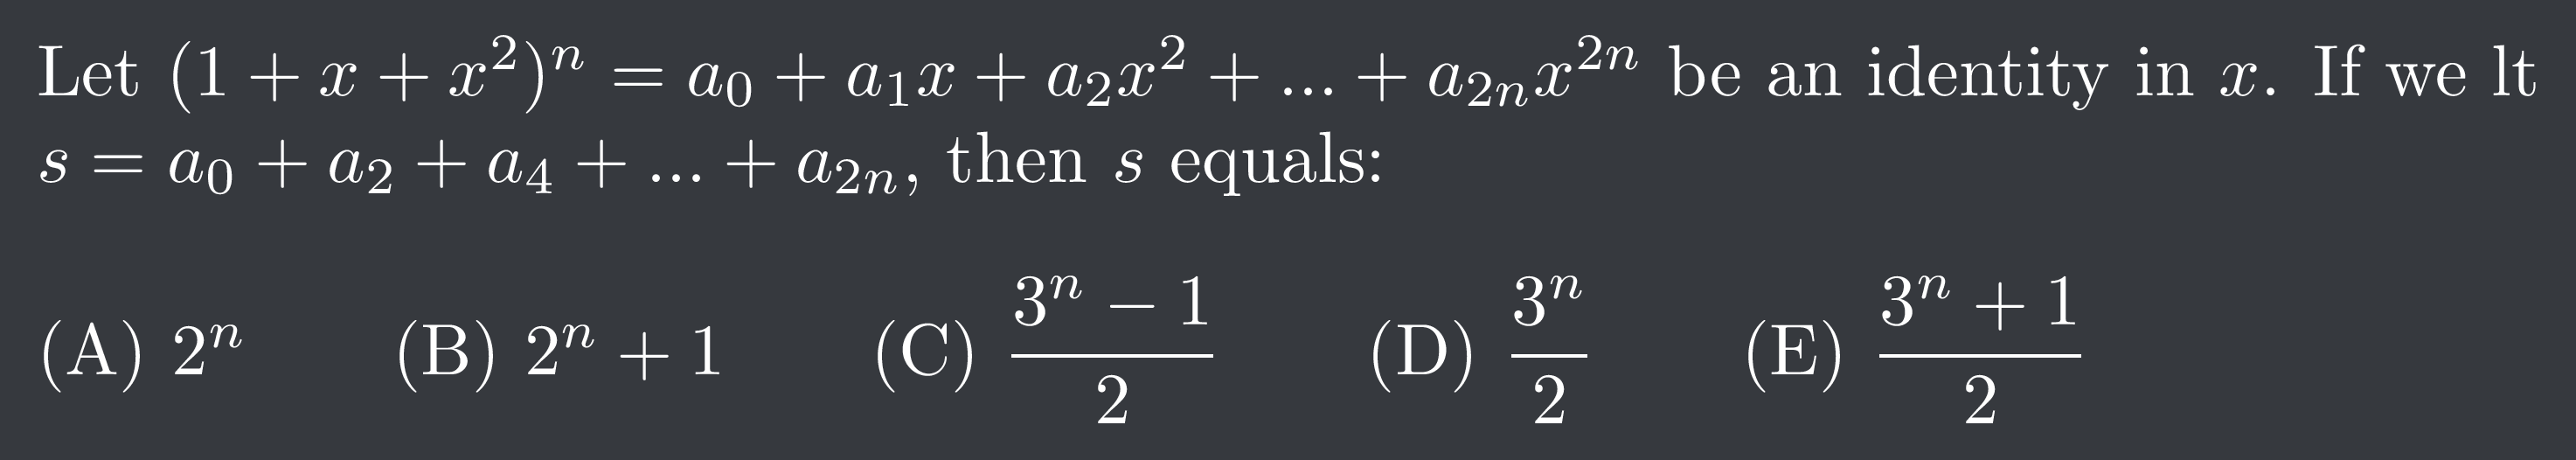 Let $(1 + x + x^2)^n = a_0 + a_1x + a_2x^2 + ... + a_{2n}x^{2n}$ be an identity in $x$. If we lt
$s = a_0 + a_2 + a_4 + ... + a_{2n}$, then $s$ equals:
(A) $2^n$ (B) $2^n + 1$ (C) $\frac{3^n - 1}{2}$ (D) $\frac{3^n}{2}$ (E) $\frac{3^n + 1}{2}$